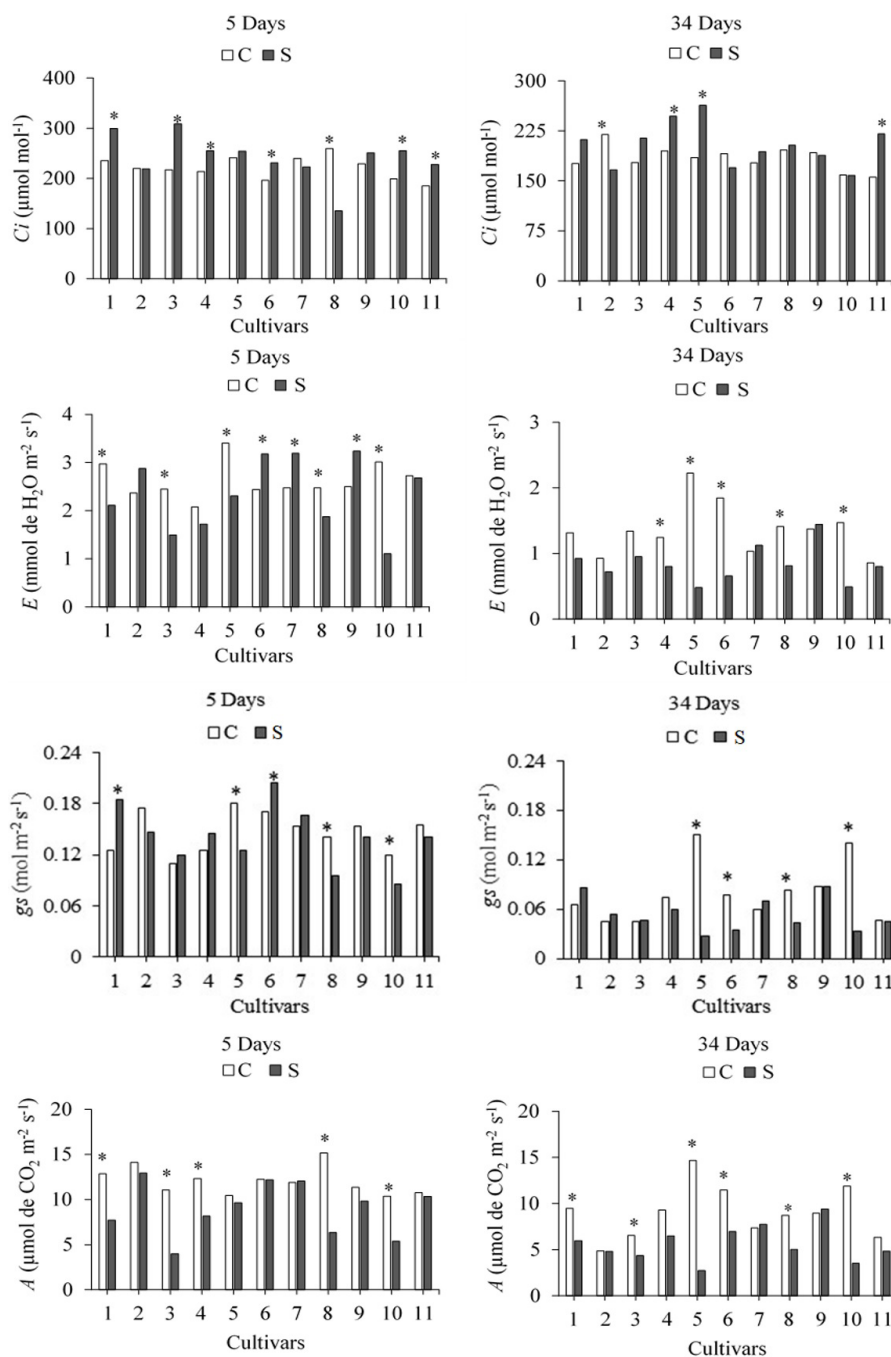 5 Days
C S
Ci (µmol mol⁻¹)
400
300
200
100
0
* * * * * * *
1 2 3 4 5 6 7 8 9 10 11
Cultivars
34 Days
C S
Ci (µmol mol⁻¹)
300
225
150
75
0
* * * *
1 2 3 4 5 6 7 8 9 10 11
Cultivars
5 Days
C S
E (mmol de H₂O m⁻² s⁻¹)
4
3
2
1
0
* * * * * * * *
1 2 3 4 5 6 7 8 9 10 11
Cultivars
34 Days
C S
E (mmol de H₂O m⁻² s⁻¹)
3
2
1
0
* * * * *
1 2 3 4 5 6 7 8 9 10 11
Cultivars
5 Days
C S
gs (mol m⁻² s⁻¹)
0.24
0.18
0.12
0.06
0
* * * * *
1 2 3 4 5 6 7 8 9 10 11
Cultivars
34 Days
C S
gs (mol m⁻² s⁻¹)
0.24
0.18
0.12
0.06
0
* * * *
1 2 3 4 5 6 7 8 9 10 11
Cultivars
5 Days
C S
A (µmol de CO₂ m⁻² s⁻¹)
20
15
10
5
0
* * * * *
1 2 3 4 5 6 7 8 9 10 11
Cultivars
34 Days
C S
A (µmol de CO₂ m⁻² s⁻¹)
20
15
10
5
0
* * * * * *
1 2 3 4 5 6 7 8 9 10 11
Cultivars